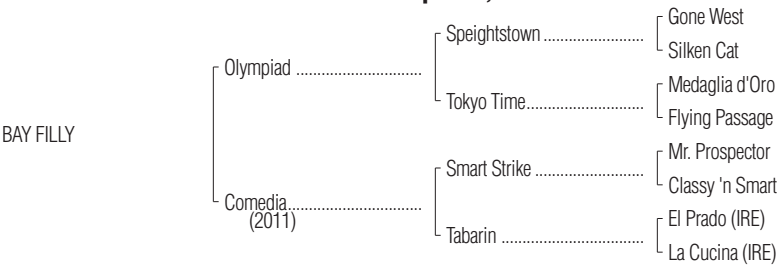 Gone West
Speightstown
Silken Cat
Olympiad
Medaglia d'Oro
Tokyo Time
Flying Passage
BAY FILLY
Mr. Prospector
Smart Strike
Classy 'n Smart
Comedia
(2011)
El Prado (IRE)
Tabarin
La Cucina (IRE)